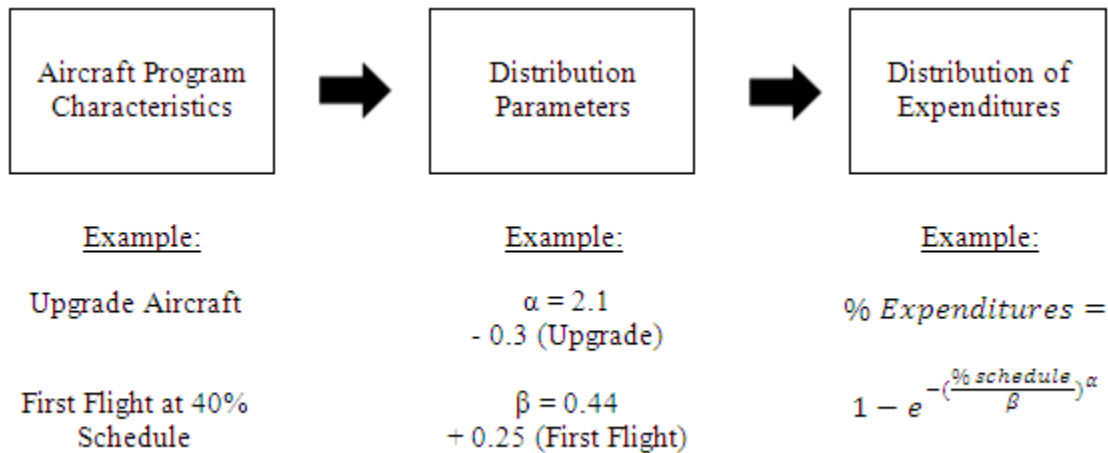 Aircraft Program
Characteristics
Distribution
Parameters
Distribution of
Expenditures
Example:
Upgrade Aircraft
First Flight at 40%
Schedule
Example:
α = 2.1
- 0.3 (Upgrade)
β = 0.44
+ 0.25 (First Flight)
Example:
% Expenditures =
1 − e^{−(\frac{% schedule}{β})^α}